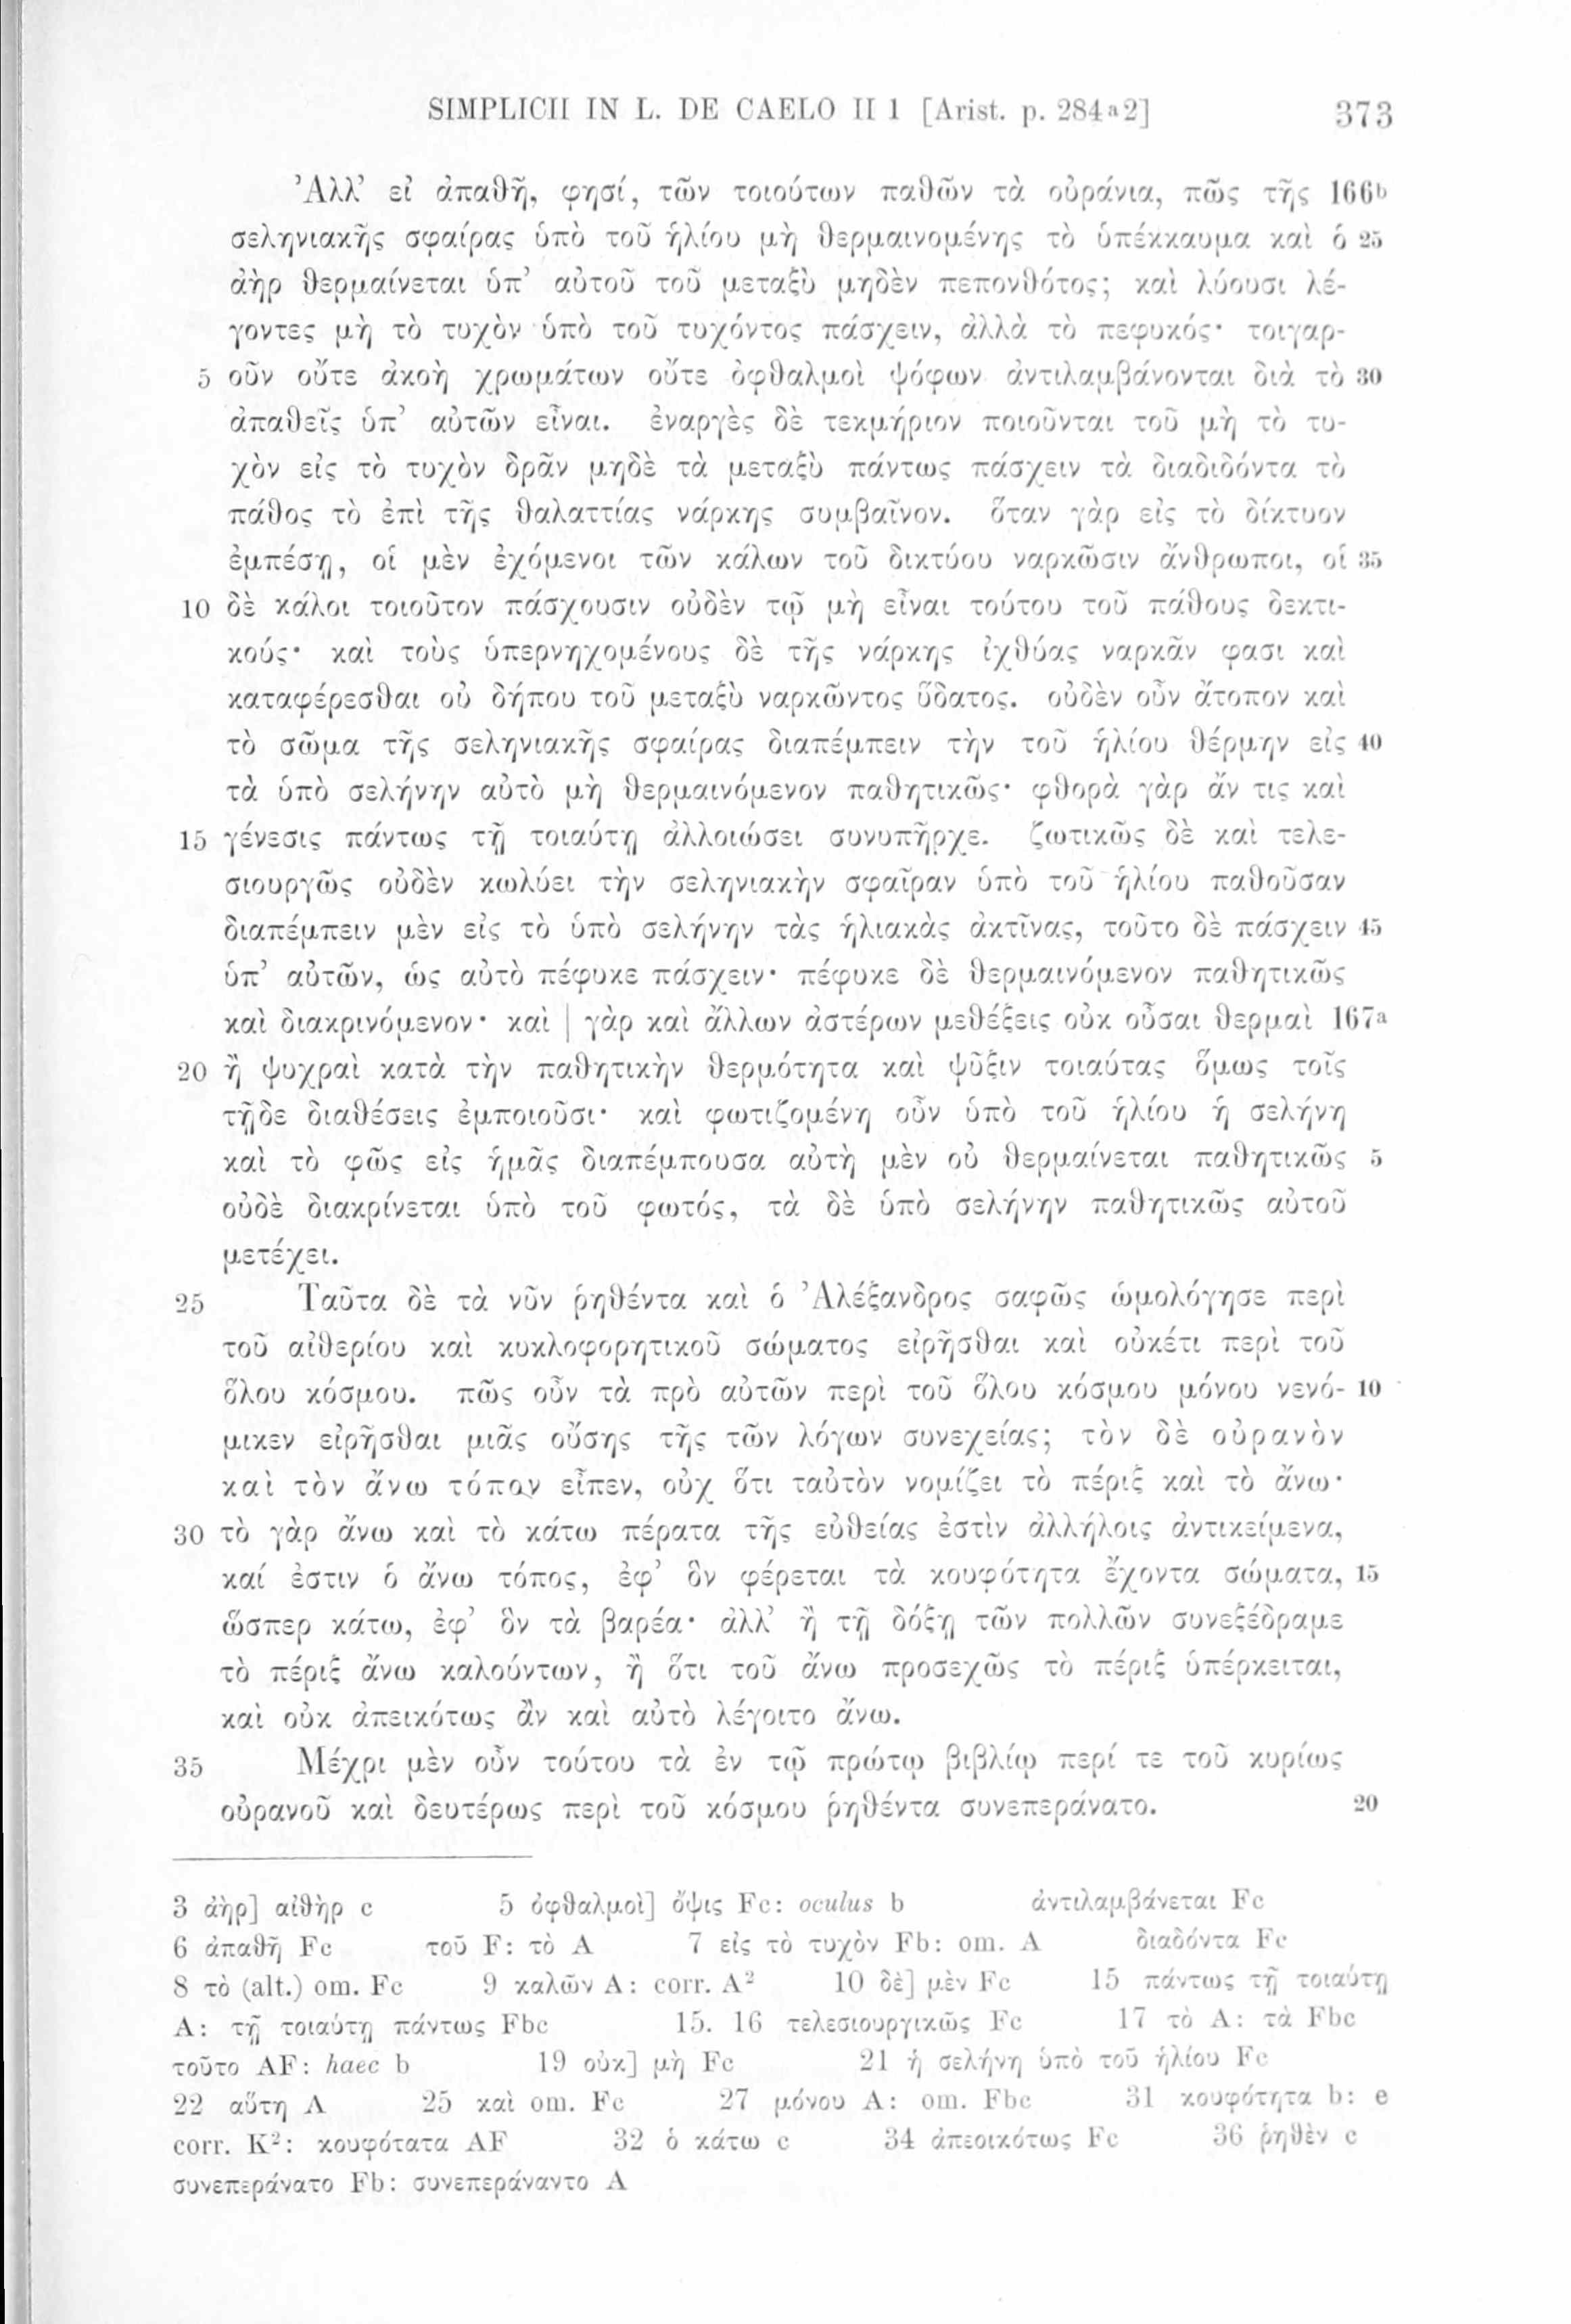 SIMPLICII IN L. DE CAELO II 1 [Arist. p. 284a2] 373
Ἀλλ’ εἰ ἀπαθῆ, φησί, τῶν τοιούτων παθῶν τὰ οὐράνια, πῶς τῆς 166b
σεληνιακῆς σφαίρας ὑπὸ τοῦ ἡλίου μὴ θερμαινομένης τὸ ὑπέκκαυμα καὶ ὁ 25
ἀὴρ θερμαίνεται ὑπ’ αὐτοῦ τοῦ μεταξὺ μηδὲν πεπονθότος; καὶ λύουσι λέ-
γοντες μὴ τὸ τυχὸν ὑπὸ τοῦ τυχόντος πάσχειν, ἀλλὰ τὸ πεφυκός· τοιγαρ-
5 οῦν οὔτε ἀκοὴ χρωμάτων οὔτε ὀφθαλμοὶ ψόφων ἀντιλαμβάνονται διὰ τὸ 30
ἀπαθεῖς ὑπ’ αὐτῶν εἶναι. ἐναργὲς δὲ τεκμήριον ποιοῦνται τοῦ μὴ τὸ τυ-
χὸν εἰς τὸ τυχὸν δρᾶν μηδὲ τὰ μεταξὺ πάντως πάσχειν τὰ διαδιδόντα τὸ
πάθος τὸ ἐπὶ τῆς θαλαττίας νάρκης συμβαῖνον. ὅταν γὰρ εἰς τὸ δίκτυον
ἐμπέσῃ, οἱ μὲν ἐχόμενοι τῶν κάλων τοῦ δικτύου ναρκῶσιν ἄνθρωποι, οἱ 35
10 δὲ κάλοι τοιοῦτον πάσχουσιν οὐδὲν τῷ μὴ εἶναι τούτου τοῦ πάθους δεκτι-
κούς· καὶ τοὺς ὑπερνηχομένους δὲ τῆς νάρκης ἰχθύας ναρκᾶν φασι καὶ
καταφέρεσθαι οὐ δήπου τοῦ μεταξὺ ναρκῶντος ὕδατος. οὐδὲν οὖν ἄτοπον καὶ
τὸ σῶμα τῆς σεληνιακῆς σφαίρας διαπέμπειν τὴν τοῦ ἡλίου θέρμην εἰς 40
τὰ ὑπὸ σελήνην αὐτὸ μὴ θερμαινόμενον παθητικῶς· φθορὰ γὰρ ἄν τις καὶ
15 γένεσις πάντως τῇ τοιαύτῃ ἀλλοιώσει συνυπῆρχε. ζωτικῶς δὲ καὶ τελε-
σιουργῶς οὐδὲν κωλύει τὴν σεληνιακὴν σφαῖραν ὑπὸ τοῦ ἡλίου παθοῦσαν
διαπέμπειν μὲν εἰς τὸ ὑπὸ σελήνην τὰς ἡλιακὰς ἀκτῖνας, τοῦτο δὲ πάσχειν 45
ὑπ’ αὐτῶν, ὡς αὐτὸ πέφυκε πάσχειν· πέφυκε δὲ θερμαινόμενον παθητικῶς
καὶ διακρινόμενον· καὶ | γὰρ καὶ ἄλλων ἀστέρων μεθέξεις οὐκ οὖσαι θερμαὶ 167a
20 ἢ ψυχραὶ κατὰ τὴν παθητικὴν θερμότητα καὶ ψῦξιν τοιαύτας ὅμως τοῖς
τῇδε διαθέσεις ἐμποιοῦσι· καὶ φωτιζομένη οὖν ὑπὸ τοῦ ἡλίου ἡ σελήνη
καὶ τὸ φῶς εἰς ἡμᾶς διαπέμπουσα αὐτὴ μὲν οὐ θερμαίνεται παθητικῶς 5
οὐδὲ διακρίνεται ὑπὸ τοῦ φωτός, τὰ δὲ ὑπὸ σελήνην παθητικῶς αὐτοῦ
μετέχει.
25 Ταῦτα δὲ τὰ νῦν ῥηθέντα καὶ ὁ Ἀλέξανδρος σαφῶς ὡμολόγησε περὶ
τοῦ αἰθερίου καὶ κυκλοφορητικοῦ σώματος εἰρῆσθαι καὶ οὐκέτι περὶ τοῦ
ὅλου κόσμου. πῶς οὖν τὰ πρὸ αὐτῶν περὶ τοῦ ὅλου κόσμου μόνου νενό- 10
μικεν εἰρῆσθαι μιᾶς οὔσης τῆς τῶν λόγων συνεχείας; τὸν δὲ οὐρανὸν
καὶ τὸν ἄνω τόπον εἶπεν, οὐχ ὅτι ταὐτὸν νομίζει τὸ πέριξ καὶ τὸ ἄνω·
30 τὸ γὰρ ἄνω καὶ τὸ κάτω πέρατα τῆς εὐθείας ἐστὶν ἀλλήλοις ἀντικείμενα,
καί ἐστιν ὁ ἄνω τόπος, ἐφ’ ὃν φέρεται τὰ κουφότητα ἔχοντα σώματα, 15
ὥσπερ κάτω, ἐφ’ ὃν τὰ βαρέα· ἀλλ’ ἢ τῇ δόξῃ τῶν πολλῶν συνεξέδραμε
τὸ πέριξ ἄνω καλούντων, ἢ ὅτι τοῦ ἄνω προσεχῶς τὸ πέριξ ὑπέρκειται,
καὶ οὐκ ἀπεικότως ἂν καὶ αὐτὸ λέγοιτο ἄνω.
35 Μέχρι μὲν οὖν τούτου τὰ ἐν τῷ πρώτῳ βιβλίῳ περί τε τοῦ κυρίως
οὐρανοῦ καὶ δευτέρως περὶ τοῦ κόσμου ῥηθέντα συνεπεράνατο. 20
3 ἀὴρ] αἰθὴρ c 5 ὀφθαλμοὶ] ὄψις Fc: oculus b ἀντιλαμβάνεται Fc
6 ἀπαθῆ Fc τοῦ F: τὸ A 7 εἰς τὸ τυχὸν Fb: om. A διαδόντα Fc
8 τὸ (alt.) om. Fc 9 καλῶν A: corr. A² 10 δὲ] μὲν Fc 15 πάντως τῇ τοιαύτῃ
A: τῇ τοιαύτῃ πάντως Fbc 15. 16 τελεσιουργικῶς Fc 17 τὸ A: τὰ Fbc
τοῦτο AF: haec b 19 οὐκ] μὴ Fc 21 ἡ σελήνη ὑπὸ τοῦ ἡλίου Fc
22 αὕτη A 25 καὶ om. Fc 27 μόνου A: om. Fbc 31 κουφότητα b: e
corr. K²: κουφότατα AF 32 ὁ κάτω c 34 ἀπεοικότως Fc 36 ῥηθὲν c
συνεπεράνατο Fb: συνεπεράναντο A